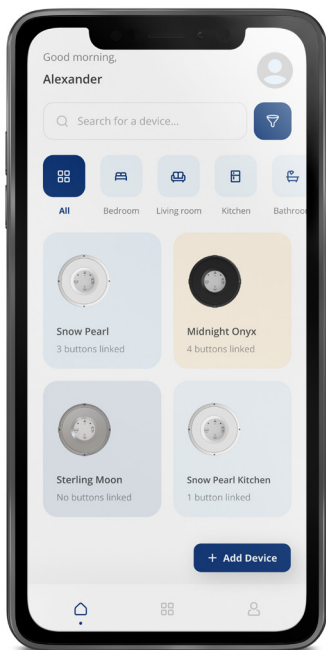 Good morning,
Alexander
Search for a device...
All
Bedroom
Living room
Kitchen
Bathroo
Snow Pearl
3 buttons linked
Midnight Onyx
4 buttons linked
Sterling Moon
No buttons linked
Snow Pearl Kitchen
1 button linked
+ Add Device